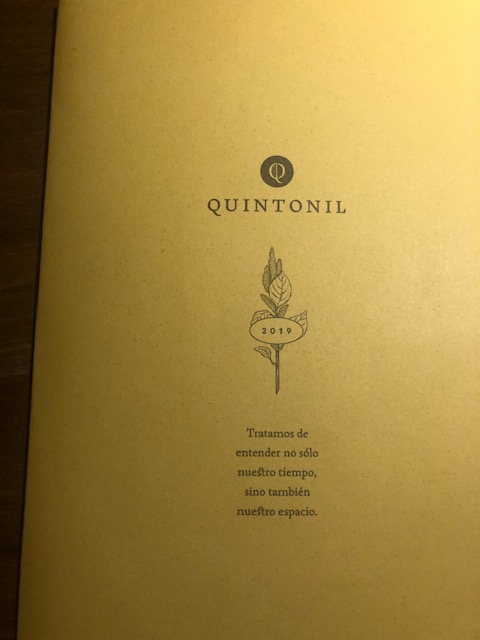 Q
QUINTONIL
2019
Tratamos de
entender no sólo
nuestro tiempo,
sino también
nuestro espacio.